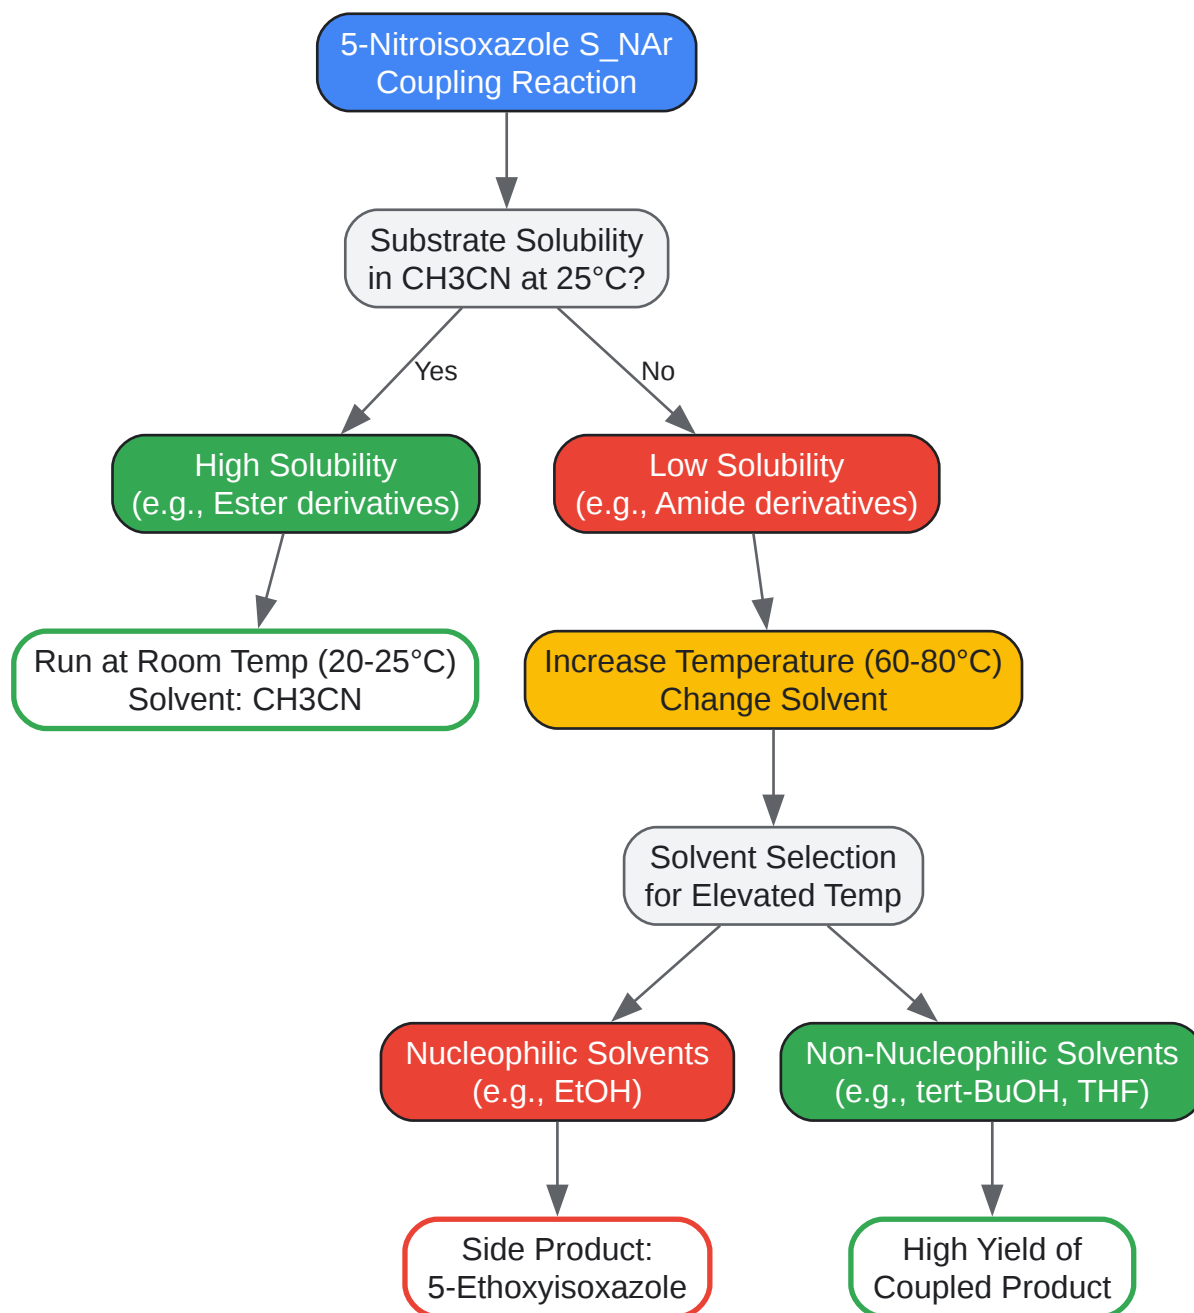 5-Nitroisoxazole S_NAr
Coupling Reaction
Substrate Solubility
in CH3CN at 25°C?
Yes
No
High Solubility
(e.g., Ester derivatives)
Low Solubility
(e.g., Amide derivatives)
Run at Room Temp (20-25°C)
Solvent: CH3CN
Increase Temperature (60-80°C)
Change Solvent
Solvent Selection
for Elevated Temp
Nucleophilic Solvents
(e.g., EtOH)
Non-Nucleophilic Solvents
(e.g., tert-BuOH, THF)
Side Product:
5-Ethoxyisoxazole
High Yield of
Coupled Product